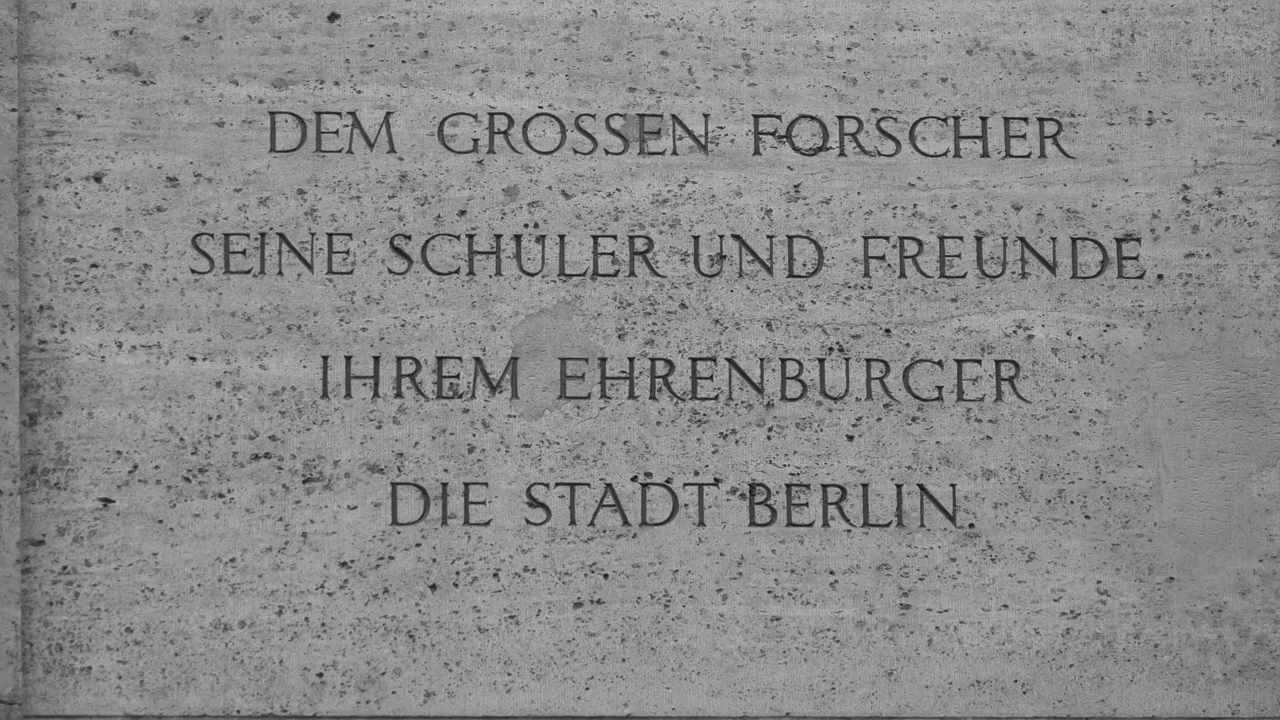 DEM GROSSEN FORSCHER
SEINE SCHÜLER UND FREUNDE.
IHREM EHRENBÜRGER
DIE STADT BERLIN.